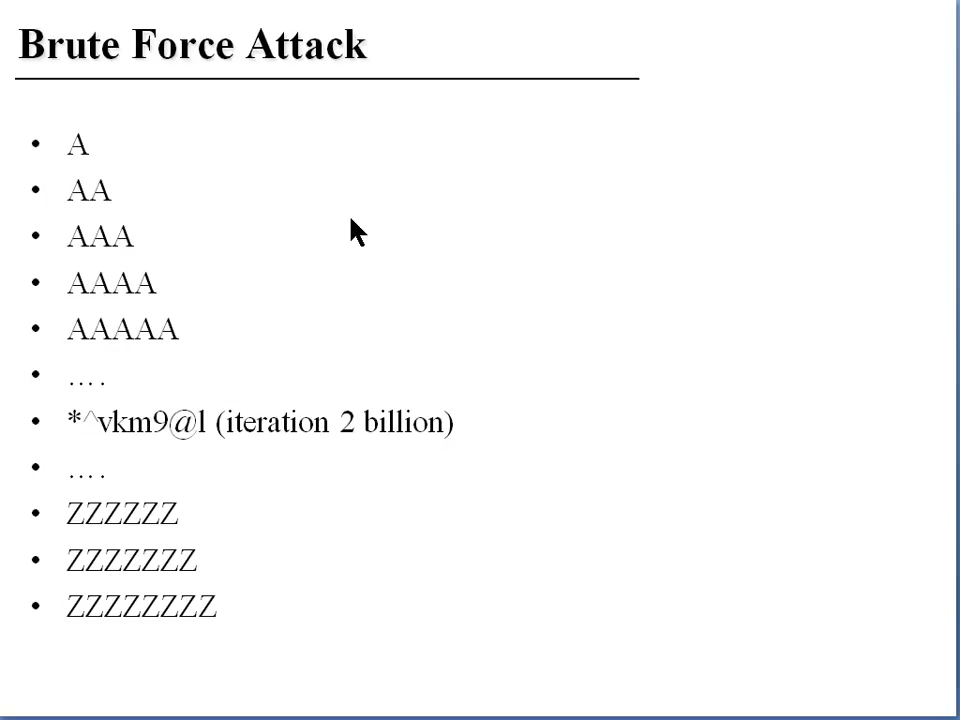 Brute Force Attack
• A
• AA
• AAA
• AAAA
• AAAAA
• ….
• *^vkm9@l (iteration 2 billion)
• ….
• ZZZZZZ
• ZZZZZZZ
• ZZZZZZZZ